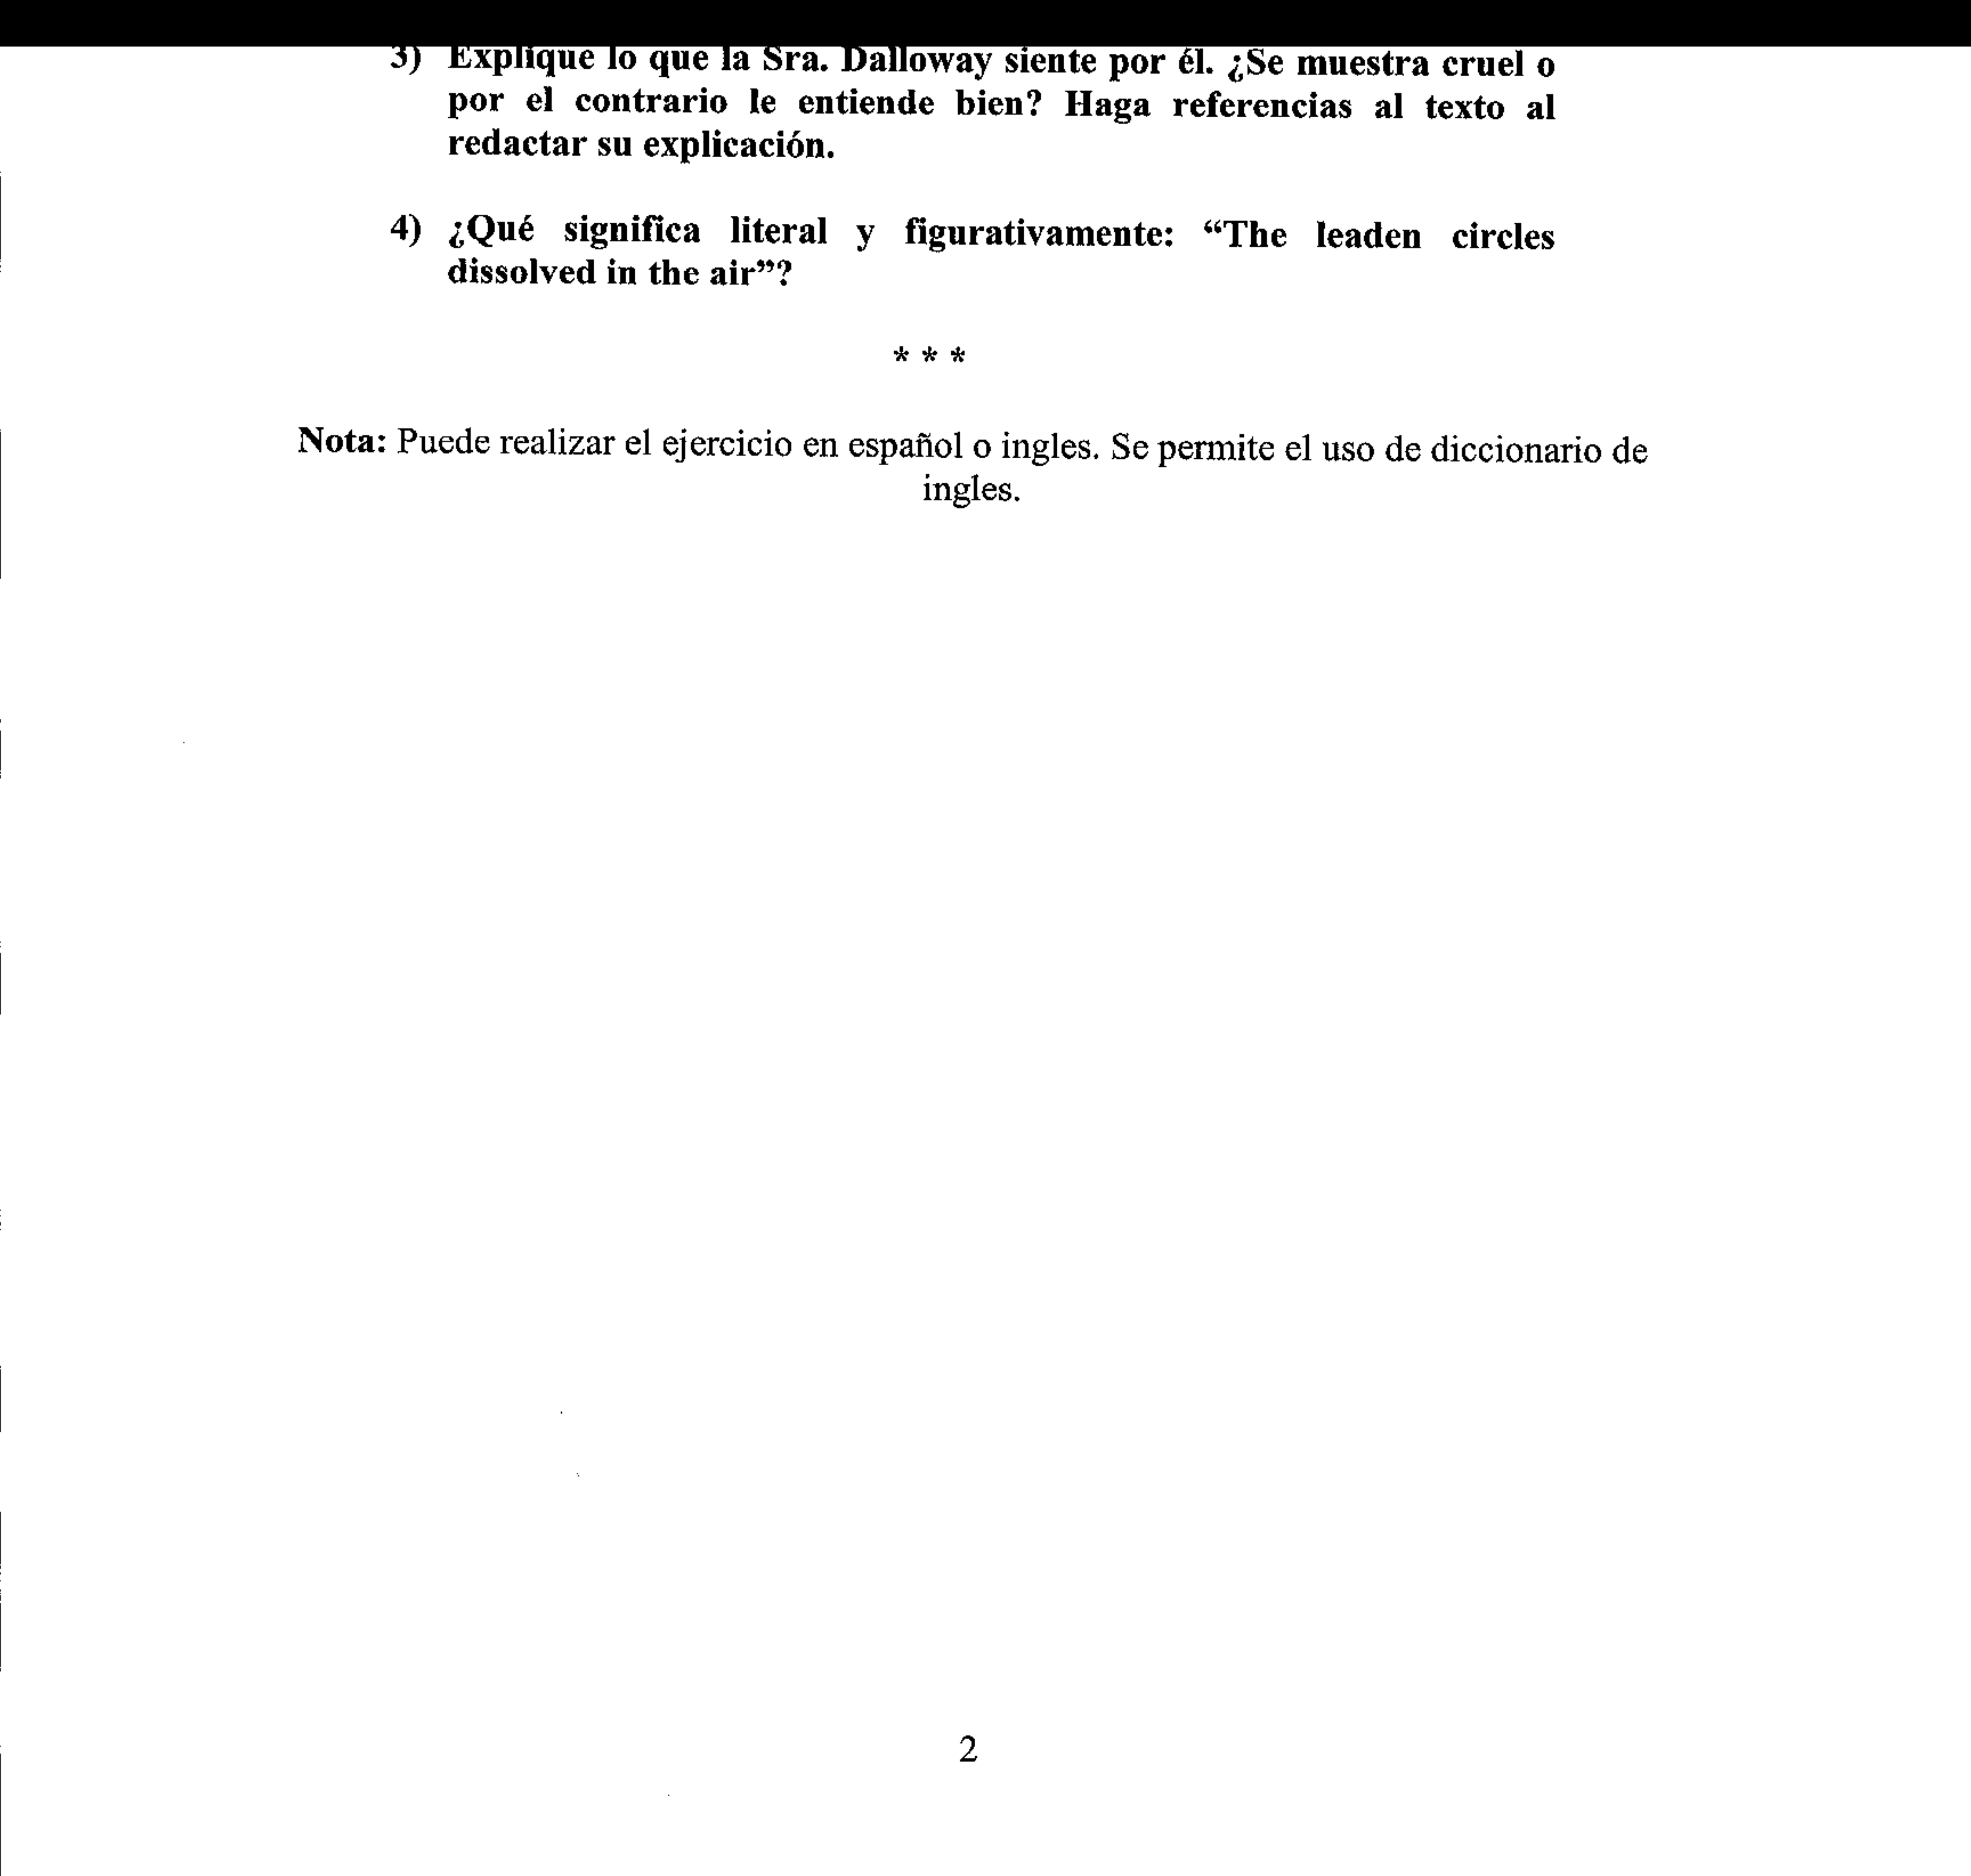 3) Explique lo que la Sra. Dalloway siente por él. ¿Se muestra cruel o
por el contrario le entiende bien? Haga referencias al texto al
redactar su explicación.
4) ¿Qué significa literal y figurativamente: “The leaden circles
dissolved in the air”?
* * *
Nota: Puede realizar el ejercicio en español o ingles. Se permite el uso de diccionario de
ingles.
2